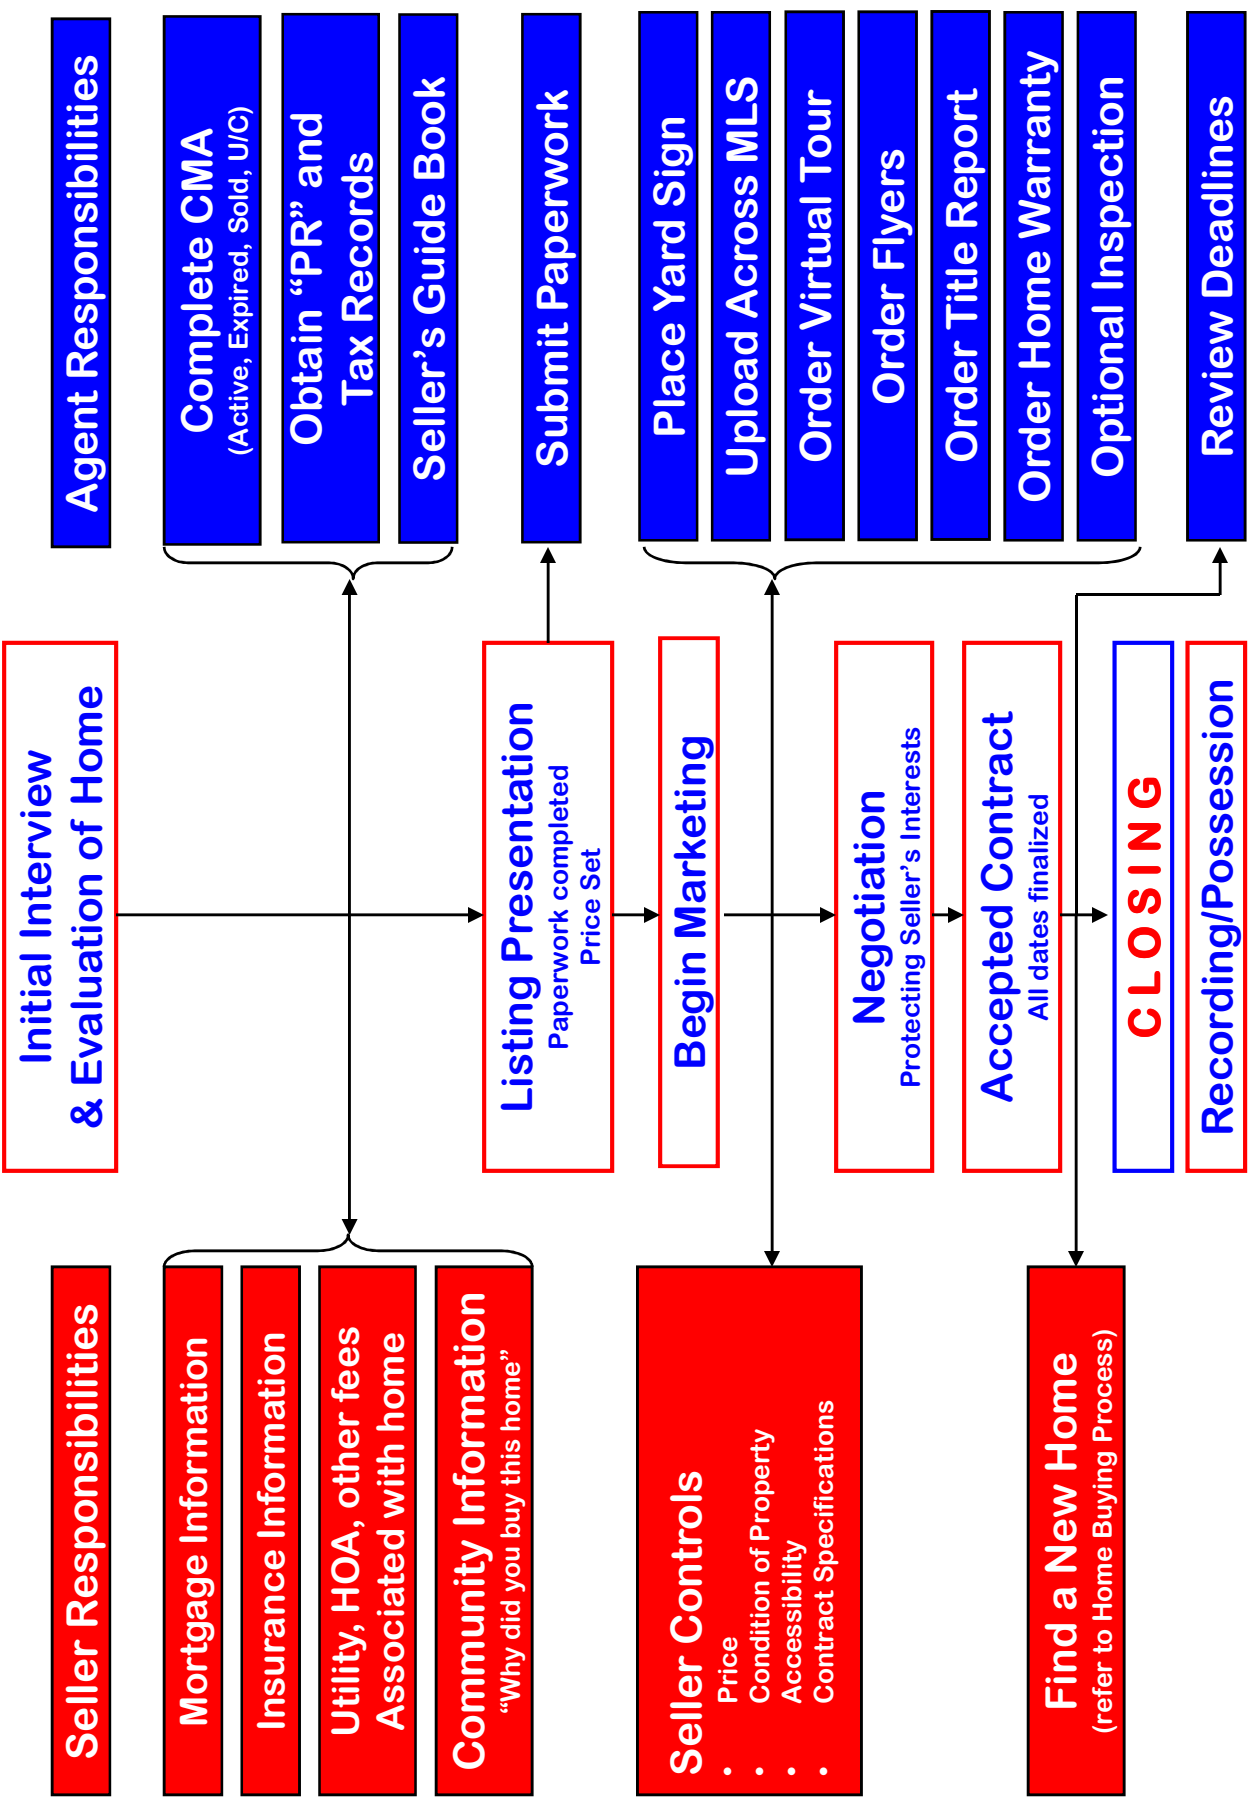 Seller Responsibilities
Mortgage Information
Insurance Information
Utility, HOA, other fees
Associated with home
Community Information
“Why did you buy this home”
Seller Controls
• Price
• Condition of Property
• Accessibility
• Contract Specifications
Find a New Home
(refer to Home Buying Process)
Initial Interview
& Evaluation of Home
Listing Presentation
Paperwork completed
Price Set
Begin Marketing
Negotiation
Protecting Seller’s Interests
Accepted Contract
All dates finalized
CLOSING
Recording/Possession
Agent Responsibilities
Complete CMA
(Active, Expired, Sold, U/C)
Obtain “PR” and
Tax Records
Seller’s Guide Book
Submit Paperwork
Place Yard Sign
Upload Across MLS
Order Virtual Tour
Order Flyers
Order Title Report
Order Home Warranty
Optional Inspection
Review Deadlines